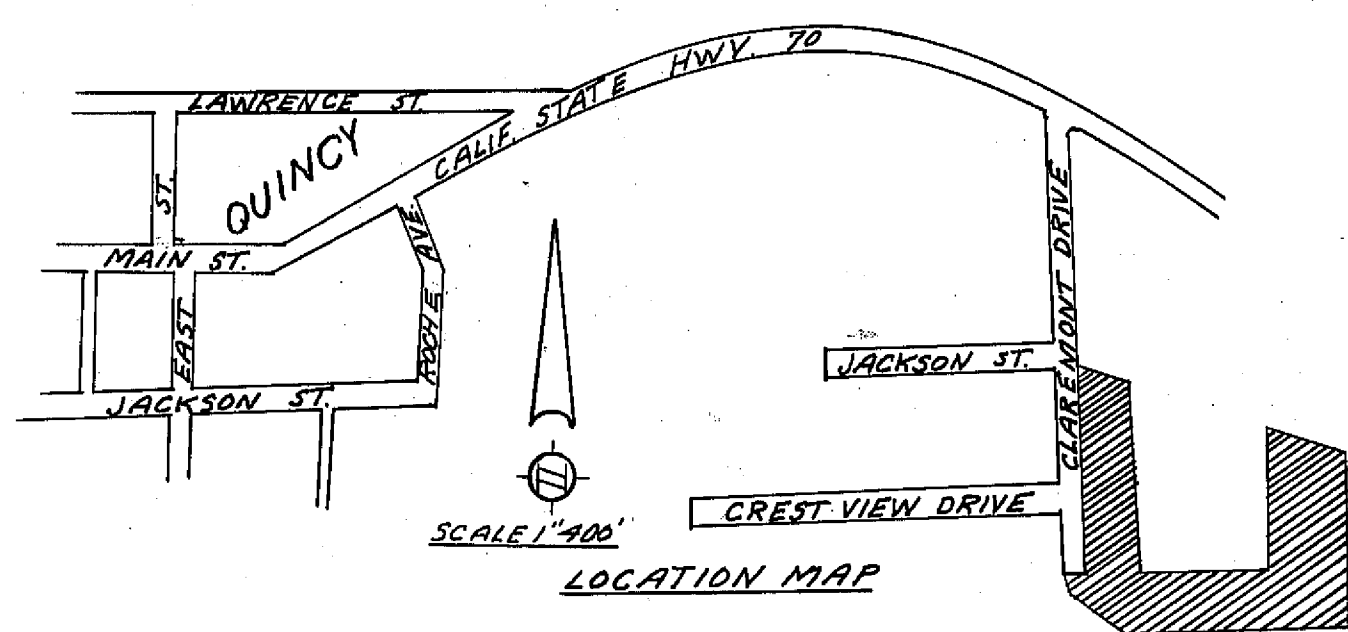 LAWRENCE ST.
CALIF. STATE HWY. 70
QUINCY
ST.
MAIN ST.
EAST
ROCHE AVE.
JACKSON ST.
JACKSON ST.
CLAREMONT DRIVE
CREST VIEW DRIVE
N
SCALE 1" 400'
LOCATION MAP